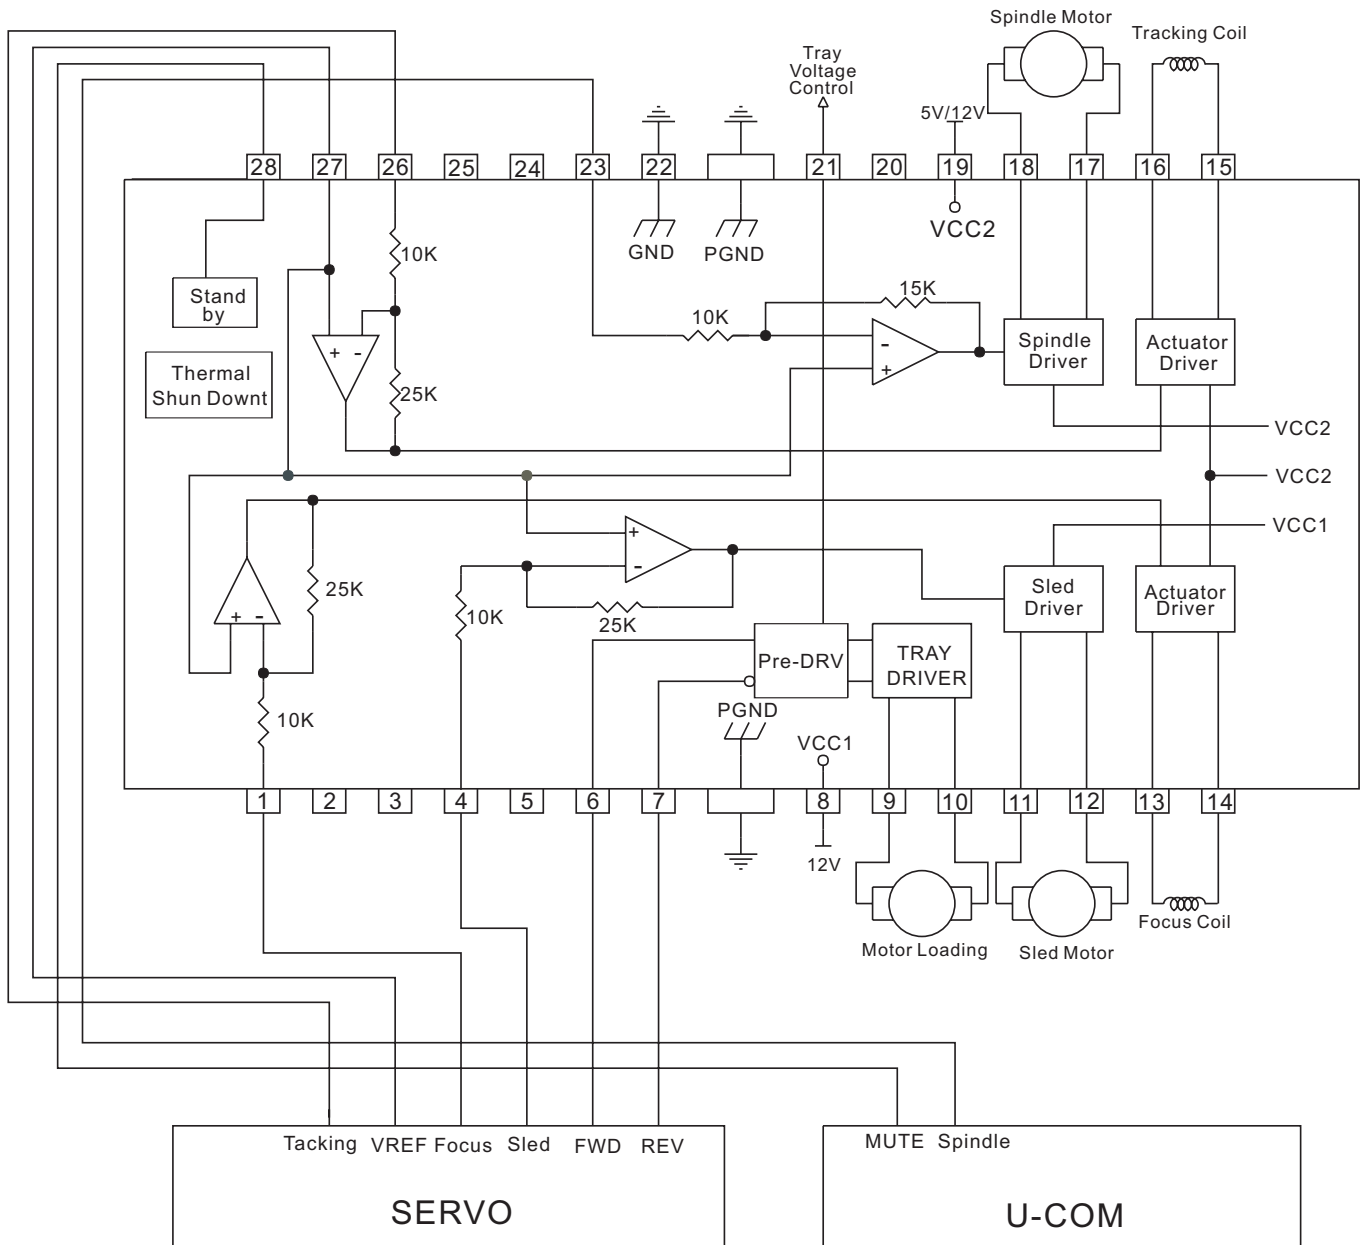 Spindle Motor
Tracking Coil
Tray
Voltage
Control
5V/12V
28 27 26 25 24 23 22 21 20 19 18 17 16 15
VCC2
GND
PGND
10K
Stand
by
15K
10K
+ -
-
+
Spindle
Driver
Actuator
Driver
Thermal
Shun Downt
25K
VCC2
VCC2
VCC1
+
-
25K
10K
25K
+ -
Sled
Driver
Actuator
Driver
Pre-DRV
TRAY
DRIVER
10K
PGND
VCC1
1 2 3 4 5 6 7 8 9 10 11 12 13 14
12V
Motor Loading
Sled Motor
Focus Coil
Tacking VREF Focus Sled FWD REV
MUTE Spindle
SERVO
U-COM